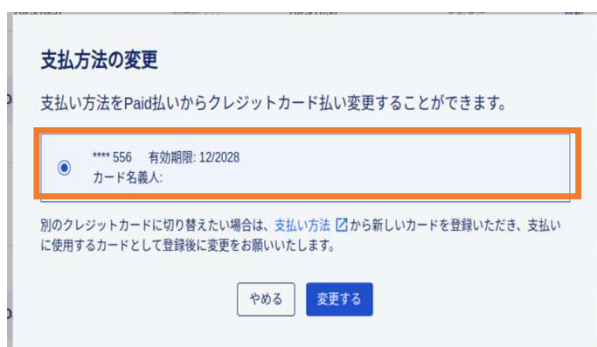 支払方法の変更
支払い方法をPaid払いからクレジットカード払い変更することができます。
**** 556 有効期限: 12/2028
カード名義人:
別のクレジットカードに切り替えたい場合は、支払い方法 から新しいカードを登録いただき、支払い
に使用するカードとして登録後に変更をお願いいたします。
やめる 変更する